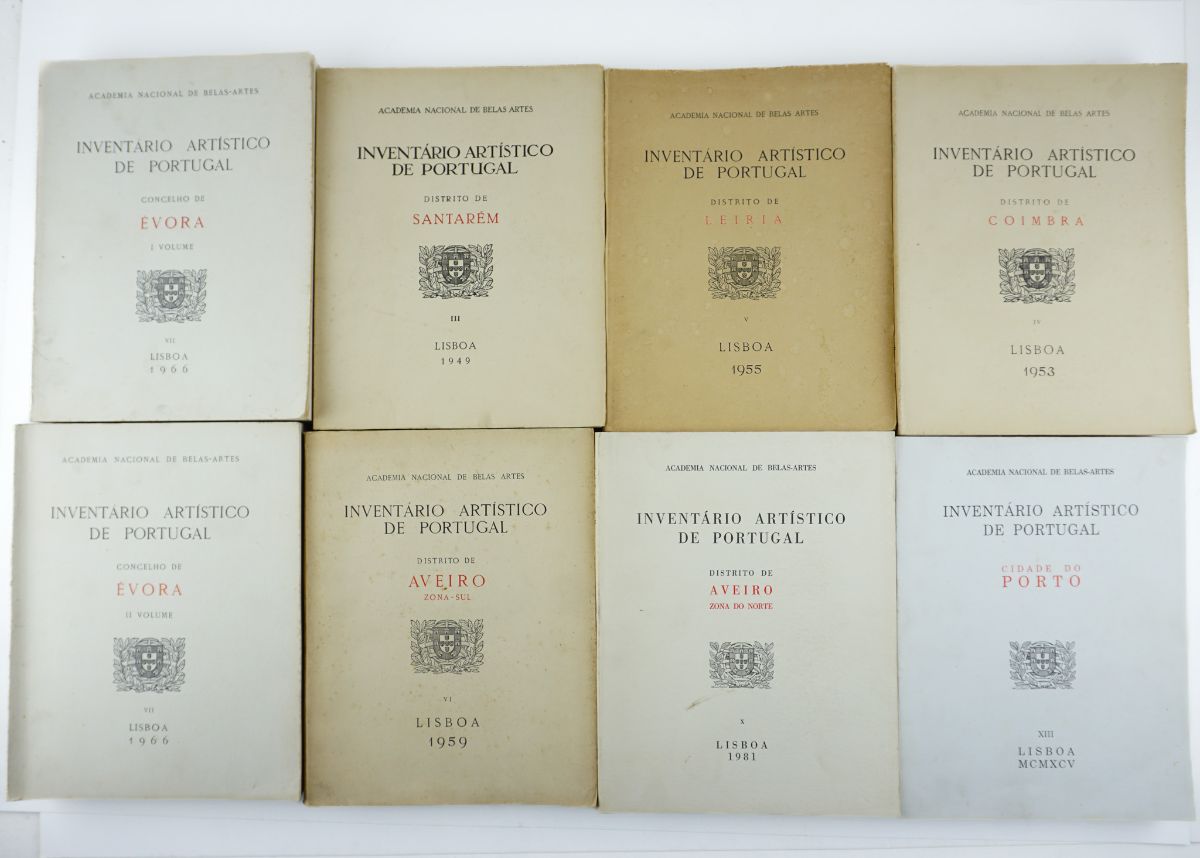 ACADEMIA NACIONAL DE BELAS-ARTES
INVENTÁRIO ARTÍSTICO
DE PORTUGAL
CONCELHO DE
ÉVORA
I VOLUME
VII
LISBOA
1966
ACADEMIA NACIONAL DE BELAS ARTES
INVENTÁRIO ARTÍSTICO
DE PORTUGAL
DISTRITO DE
SANTARÉM
III
LISBOA
1949
ACADEMIA NACIONAL DE BELAS ARTES
INVENTÁRIO ARTÍSTICO
DE PORTUGAL
DISTRITO DE
LEIRIA
V
LISBOA
1955
ACADEMIA NACIONAL DE BELAS ARTES
INVENTÁRIO ARTÍSTICO
DE PORTUGAL
DISTRITO DE
COIMBRA
IV
LISBOA
1953
ACADEMIA NACIONAL DE BELAS-ARTES
INVENTÁRIO ARTÍSTICO
DE PORTUGAL
CONCELHO DE
ÉVORA
II VOLUME
VII
LISBOA
1966
ACADEMIA NACIONAL DE BELAS ARTES
INVENTÁRIO ARTÍSTICO
DE PORTUGAL
DISTRITO DE
AVEIRO
ZONA-SUL
VI
LISBOA
1959
ACADEMIA NACIONAL DE BELAS-ARTES
INVENTÁRIO ARTÍSTICO
DE PORTUGAL
DISTRITO DE
AVEIRO
ZONA DO NORTE
X
LISBOA
1981
ACADEMIA NACIONAL DE BELAS-ARTES
INVENTÁRIO ARTÍSTICO
DE PORTUGAL
CIDADE DO
PORTO
XIII
LISBOA
MCMXCV